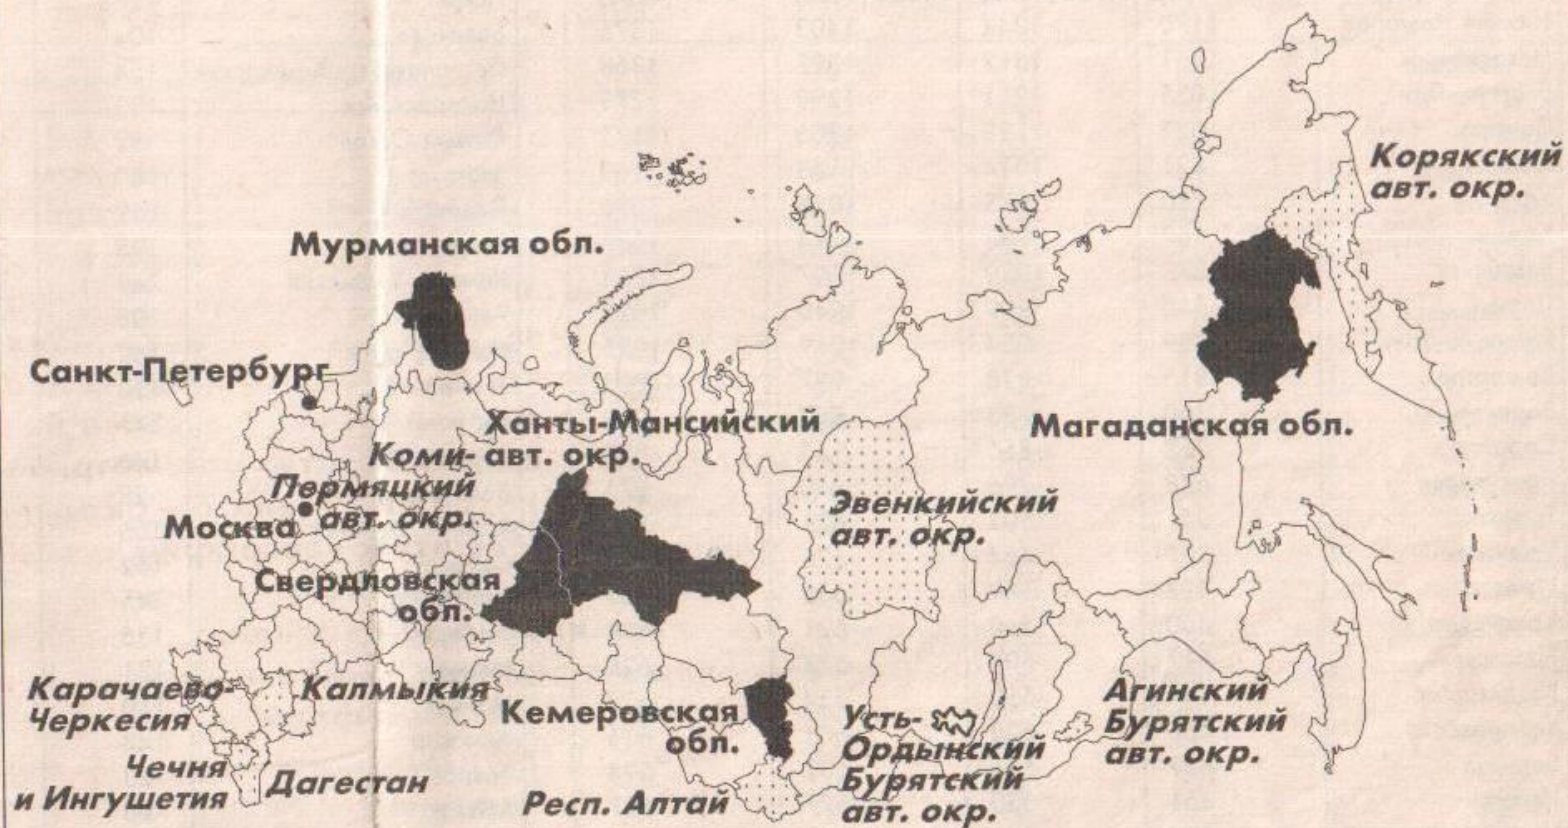 Корякский
авт. окр.
Мурманская обл.
Санкт-Петербург
Ханты-Мансийский
авт. окр.
Магаданская обл.
Коми-
Пермяцкий
авт. окр.
Москва
Эвенкийский
авт. окр.
Свердловская
обл.
Карачаево-
Черкесия
Калмыкия
Кемеровская
обл.
Усть-
Ордынский
Бурятский
авт. окр.
Агинский
Бурятский
авт. окр.
Чечня
и Ингушетия
Дагестан
Респ. Алтай